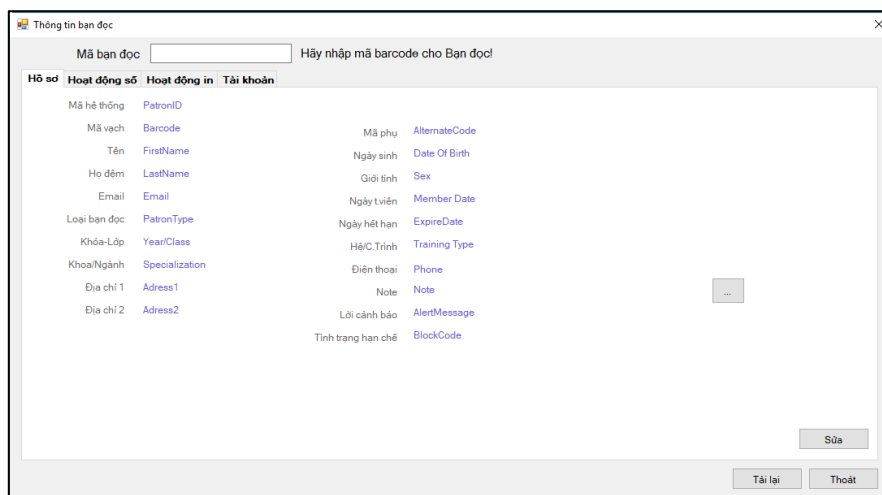 Thông tin bạn đọc
Mã bạn đọc Hãy nhập mã barcode cho Bạn đọc!
Hồ sơ Hoạt động số Hoạt động in Tài khoản
Mã hệ thống PatronID
Mã vạch Barcode
Tên FirstName
Họ đệm LastName
Email Email
Loại bạn đọc PatronType
Khóa-Lớp Year/Class
Khoa/Ngành Specialization
Địa chỉ 1 Adress1
Địa chỉ 2 Adress2
Mã phụ AlternateCode
Ngày sinh Date Of Birth
Giới tính Sex
Ngày t.viên Member Date
Ngày hết hạn ExpireDate
Hệ/C.Trình Training Type
Điện thoại Phone
Note Note
Lời cảnh báo AlertMessage
Tình trạng hạn chế BlockCode
...
Sửa
Tải lại Thoát